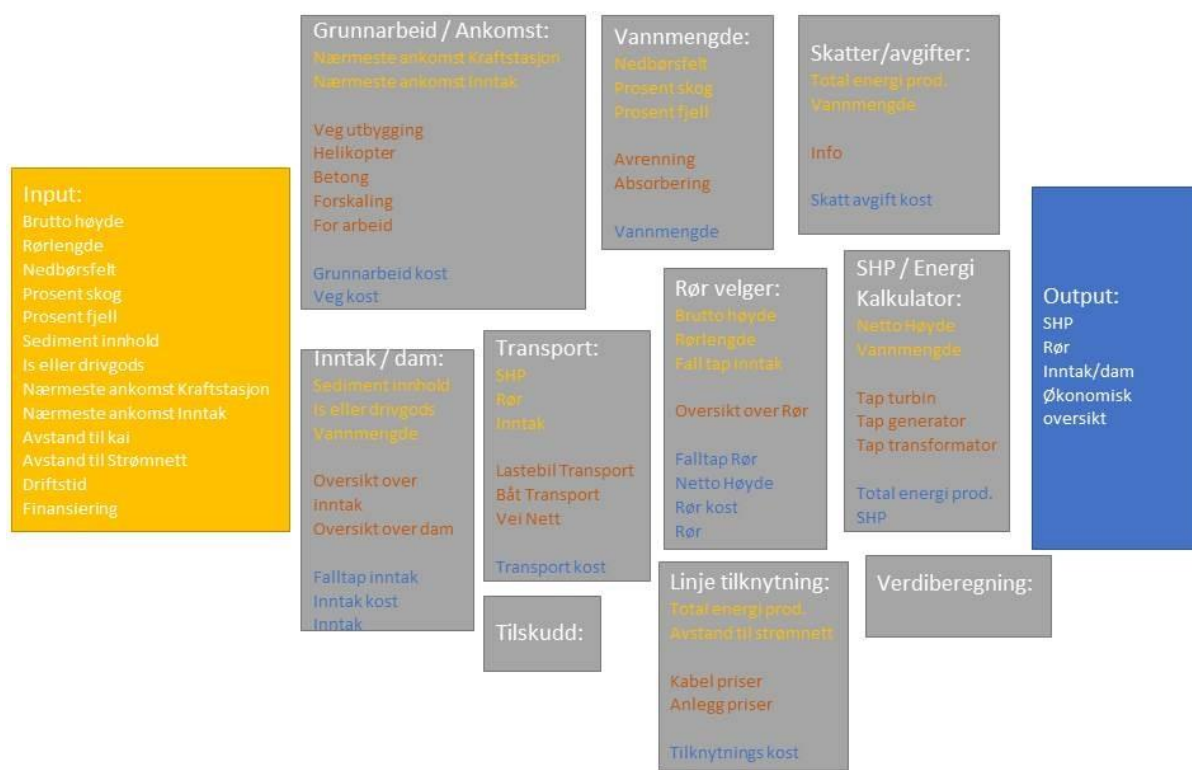 Input:
Brutto høyde
Rørlengde
Nedbørsfelt
Prosent skog
Prosent fjell
Sediment innhold
Is eller drivgods
Nærmeste ankomst Kraftstasjon
Nærmeste ankomst Inntak
Avstand til kai
Avstand til Strømnett
Driftstid
Finansiering
Grunnarbeid / Ankomst:
Nærmeste ankomst Kraftstasjon
Nærmeste ankomst Inntak
Veg utbygging
Helikopter
Betong
Forskaling
For arbeid
Grunnarbeid kost
Veg kost
Inntak / dam:
Sediment innhold
Is eller drivgods
Vannmengde
Oversikt over
inntak
Oversikt over dam
Falltap inntak
Inntak kost
Inntak
Transport:
SHP
Rør
Inntak
Lastebil Transport
Båt Transport
Vei Nett
Transport kost
Tilskudd:
Vannmengde:
Nedbørsfelt
Prosent skog
Prosent fjell
Avrenning
Absorbering
Vannmengde
Rør velger:
Brutto høyde
Rørlengde
Fall tap inntak
Oversikt over Rør
Falltap Rør
Netto Høyde
Rør kost
Rør
Linje tilknytning:
Total energi prod.
Avstand til strømnett
Kabel priser
Anlegg priser
Tilknytnings kost
Skatter/avgifter:
Total energi prod.
Vannmengde
Info
Skatt avgift kost
SHP / Energi
Kalkulator:
Netto Høyde
Vannmengde
Tap turbin
Tap generator
Tap transformator
Total energi prod.
SHP
Verdiberegning:
Output:
SHP
Rør
Inntak/dam
Økonomisk
oversikt